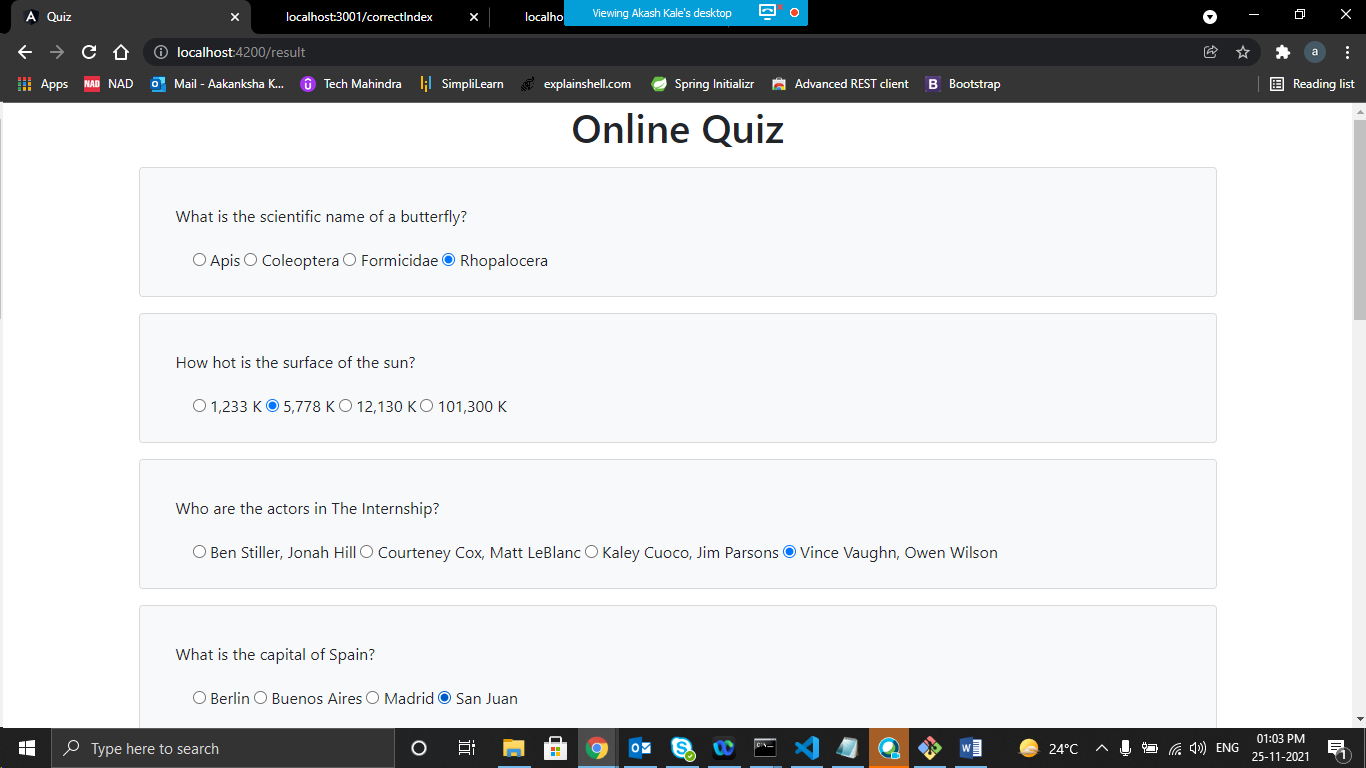 Quiz
localhost:3001/correctIndex
localho
Viewing Akash Kale's desktop
localhost:4200/result
a
Apps NAD NAD Mail - Aakanksha K... Tech Mahindra SimpliLearn explainshell.com Spring Initializr Advanced REST client B Bootstrap Reading list
Online Quiz
What is the scientific name of a butterfly?
Apis Coleoptera Formicidae Rhopalocera
How hot is the surface of the sun?
1,233 K 5,778 K 12,130 K 101,300 K
Who are the actors in The Internship?
Ben Stiller, Jonah Hill Courteney Cox, Matt LeBlanc Kaley Cuoco, Jim Parsons Vince Vaughn, Owen Wilson
What is the capital of Spain?
Berlin Buenos Aires Madrid San Juan
Type here to search
24°C
ENG
01:03 PM
25-11-2021
1